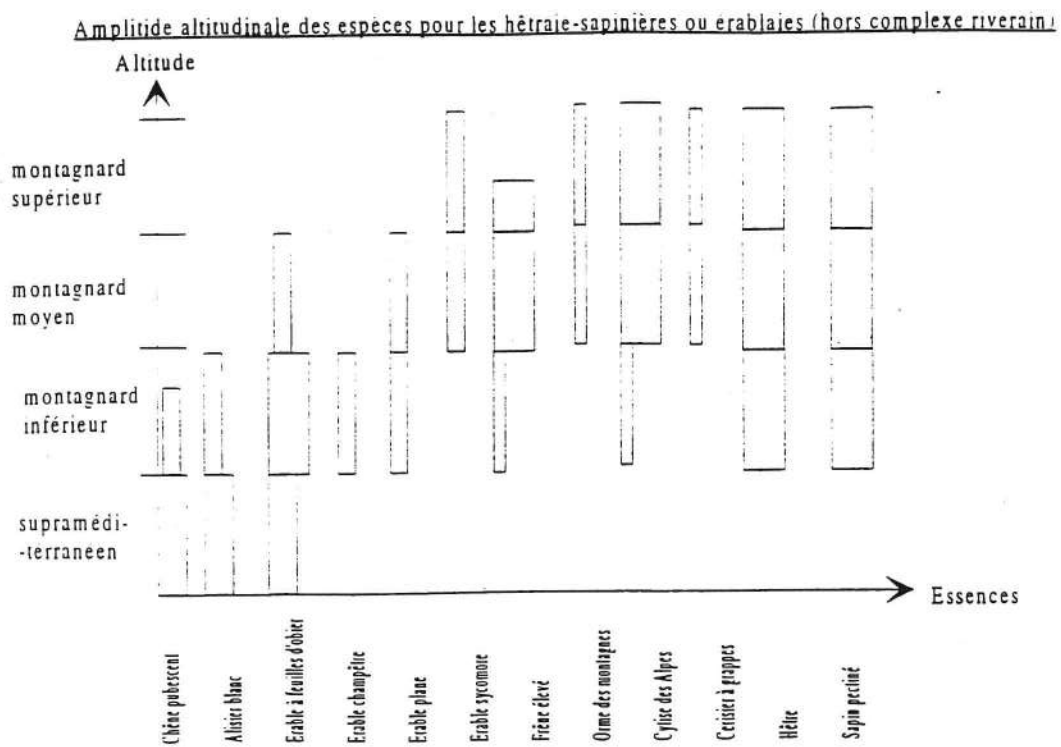 Amplitide altitudinale des espèces pour les hêtraie-sapinières ou érablaies (hors complexe riverain)
Altitude
montagnard
supérieur
montagnard
moyen
montagnard
inférieur
supramédi-
-terranéen
Essences
Chêne pubescent
Alisier blanc
Erable à feuilles d'obier
Erable champêtre
Erable plane
Erable sycomore
Frêne élevé
Orme des montagnes
Cytise des Alpes
Cerisier à grappes
Hêtre
Sapin pectiné